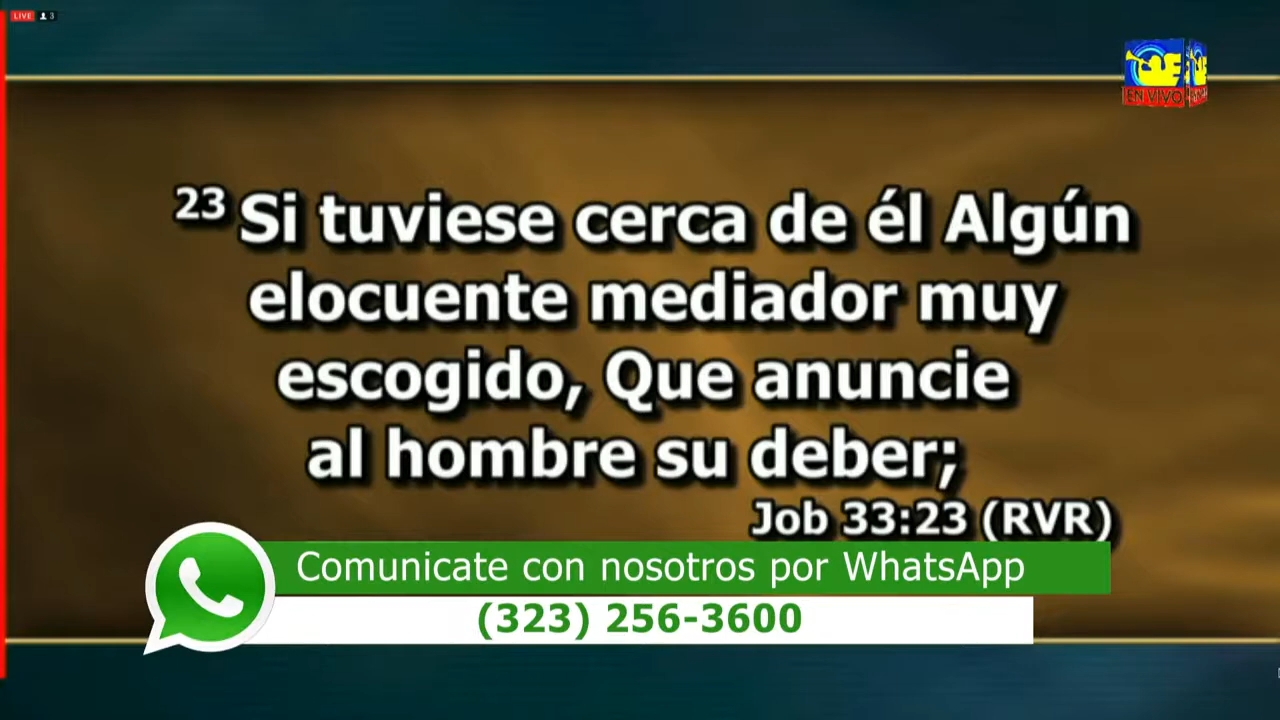 LIVE 3
EN VIVO
23 Si tuviese cerca de él Algún
elocuente mediador muy
escogido, Que anuncie
al hombre su deber;
Job 33:23 (RVR)
Comunicate con nosotros por WhatsApp
(323) 256-3600